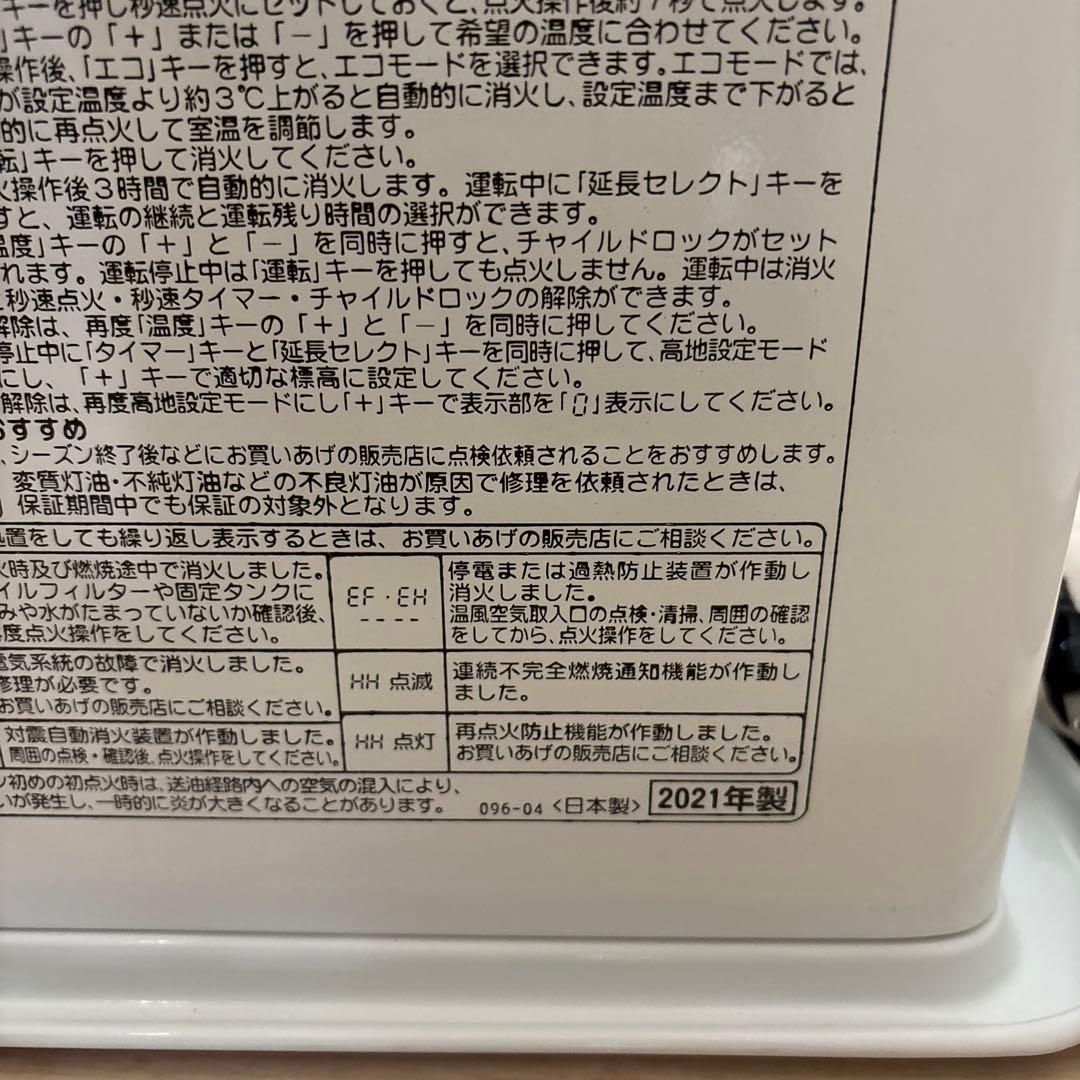 キーを押し秒速点火にセットしておくと、点火操作後約7秒で点火します。
」キーの「+」または「−」を押して希望の温度に合わせてください。
操作後、「エコ」キーを押すと、エコモードを選択できます。エコモードでは、
が設定温度より約3℃上がると自動的に消火し、設定温度まで下がると
的に再点火して室温を調節します。
転」キーを押して消火してください。
火操作後3時間で自動的に消火します。運転中に「延長セレクト」キーを
すと、運転の継続と運転残り時間の選択ができます。
温度」キーの「+」と「−」を同時に押すと、チャイルドロックがセット
れます。運転停止中は「運転」キーを押しても点火しません。運転中は消火
と秒速点火・秒速タイマー・チャイルドロックの解除ができます。
解除は、再度「温度」キーの「+」と「−」を同時に押してください。
停止中に「タイマー」キーと「延長セレクト」キーを同時に押して、高地設定モード
にし、「+」キーで適切な標高に設定してください。
解除は、再度高地設定モードにし「+」キーで表示部を「0」表示にしてください。
おすすめ
、シーズン終了後などにお買いあげの販売店に点検依頼されることをおすすめします。
変質灯油・不純灯油などの不良灯油が原因で修理を依頼されたときは、
保証期間中でも保証の対象外となります。
処置をしても繰り返し表示するときは、お買いあげの販売店にご相談ください。
火時及び燃焼途中で消火しました。
イルフィルターや固定タンクに
みや水がたまっていないか確認後、
再度点火操作をしてください。
EF・EH
----
停電または過熱防止装置が作動し
消火しました。
温風空気取入口の点検・清掃、周囲の確認
をしてから、点火操作をしてください。
電気系統の故障で消火しました。
修理が必要です。
お買いあげの販売店にご相談ください。
HH 点滅
連続不完全燃焼通知機能が作動し
ました。
対震自動消火装置が作動しました。
周囲の点検・確認後、点火操作をしてください。
HH 点灯
再点火防止機能が作動しました。
お買いあげの販売店にご相談ください。
ン初めの初点火時は、送油経路内への空気の混入により、
いが発生し、一時的に炎が大きくなることがあります。
096-04 <日本製> 2021年製